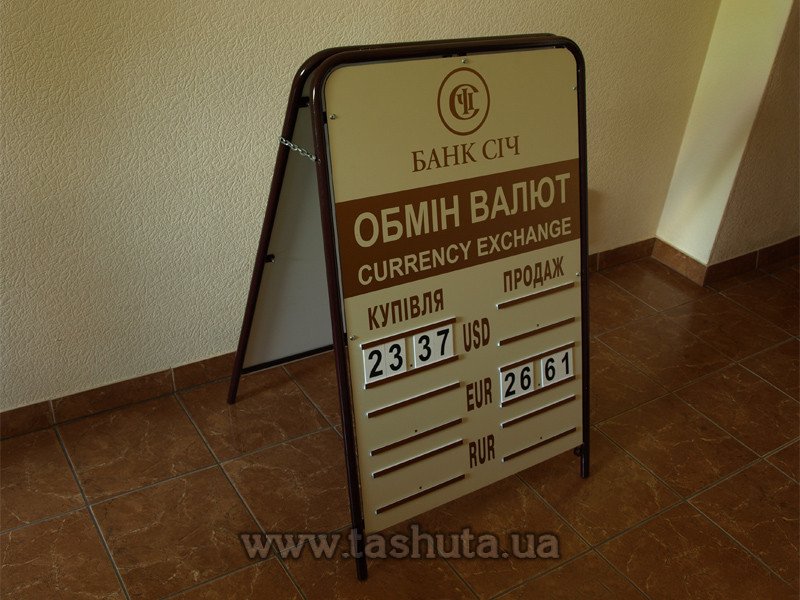 БАНК СІЧ
ОБМІН ВАЛЮТ
CURRENCY EXCHANGE
КУПІВЛЯ ПРОДАЖ
23.37 USD
EUR 26.61
RUR
www.tashuta.ua